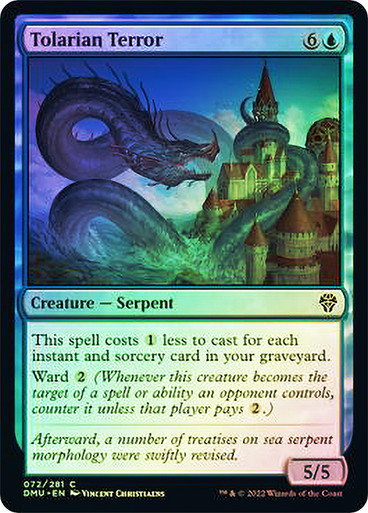 Tolarian Terror 6
Creature — Serpent
This spell costs 1 less to cast for each
instant and sorcery card in your graveyard.
Ward 2 (Whenever this creature becomes the
target of a spell or ability an opponent controls,
counter it unless that player pays 2.)
Afterward, a number of treatises on sea serpent
morphology were swiftly revised.
5/5
072/281 C
DMU • EN Vincent Christiaens ™ & © 2022 Wizards of the Coast